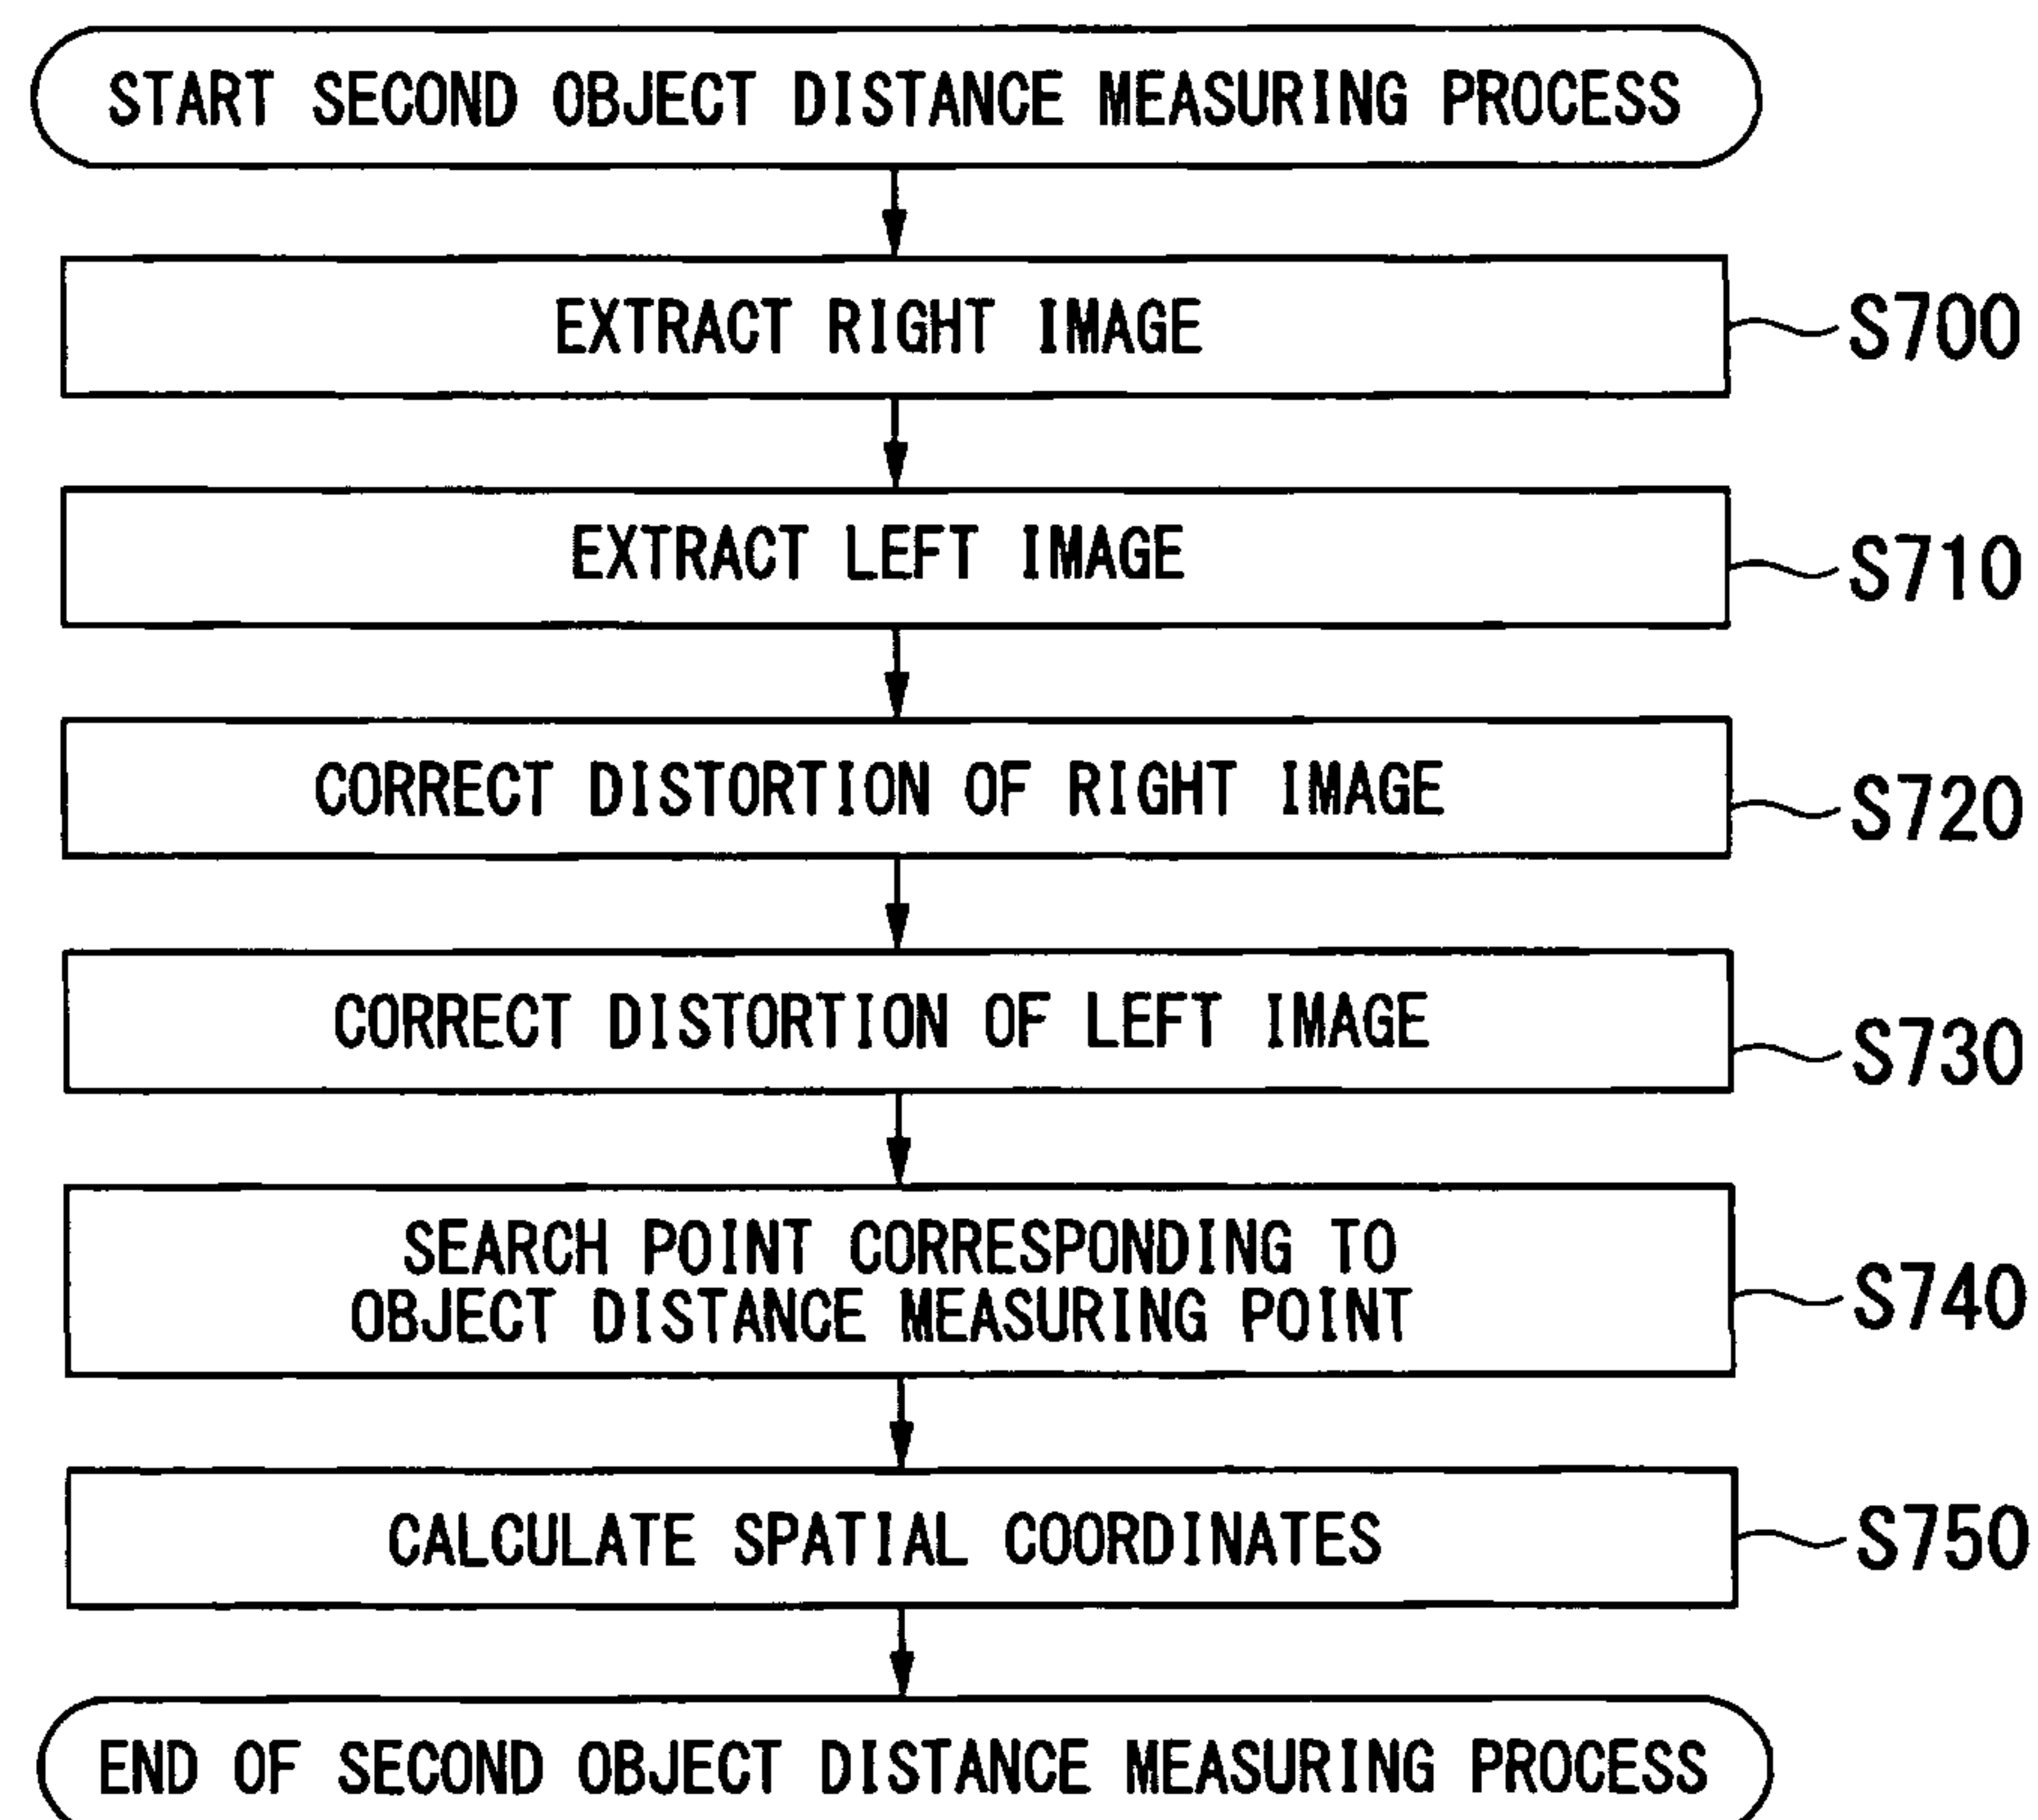 START SECOND OBJECT DISTANCE MEASURING PROCESS
EXTRACT RIGHT IMAGE
S700
EXTRACT LEFT IMAGE
S710
CORRECT DISTORTION OF RIGHT IMAGE
S720
CORRECT DISTORTION OF LEFT IMAGE
S730
SEARCH POINT CORRESPONDING TO
OBJECT DISTANCE MEASURING POINT
S740
CALCULATE SPATIAL COORDINATES
S750
END OF SECOND OBJECT DISTANCE MEASURING PROCESS